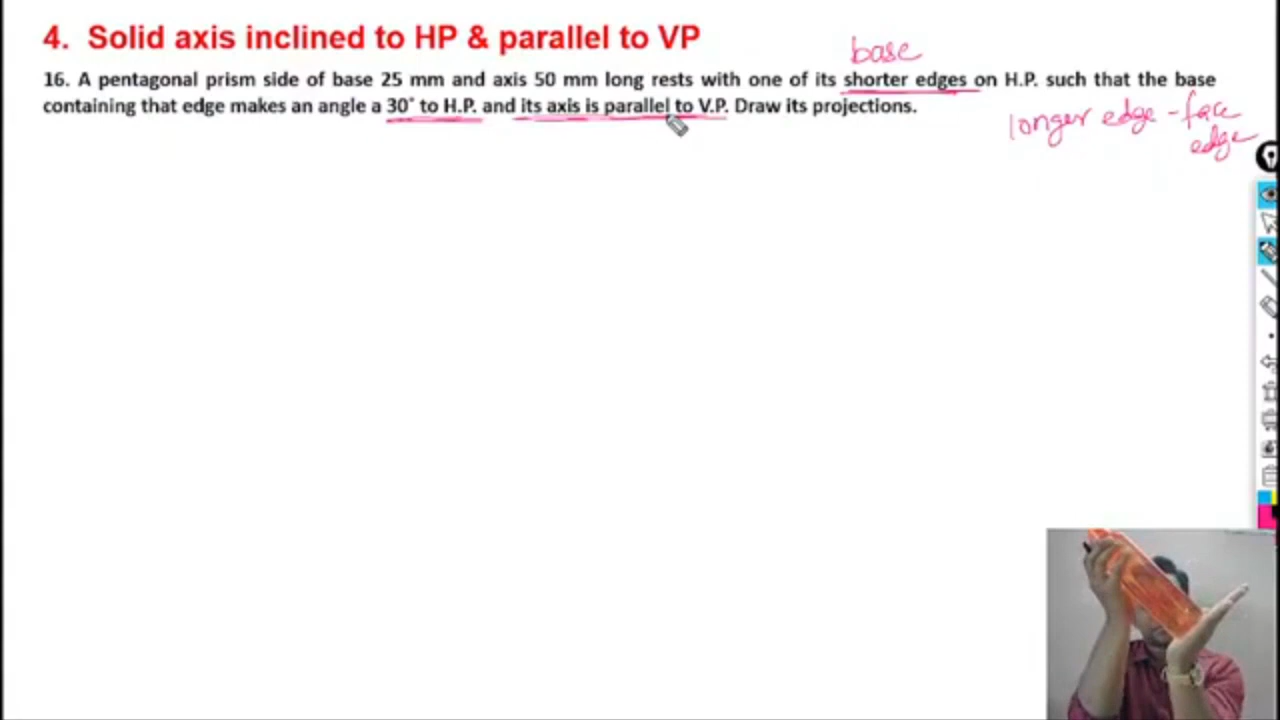 4. Solid axis inclined to HP & parallel to VP
base
16. A pentagonal prism side of base 25 mm and axis 50 mm long rests with one of its shorter edges on H.P. such that the base
containing that edge makes an angle a 30° to H.P. and its axis is parallel to V.P. Draw its projections.
longer edge - face
edge